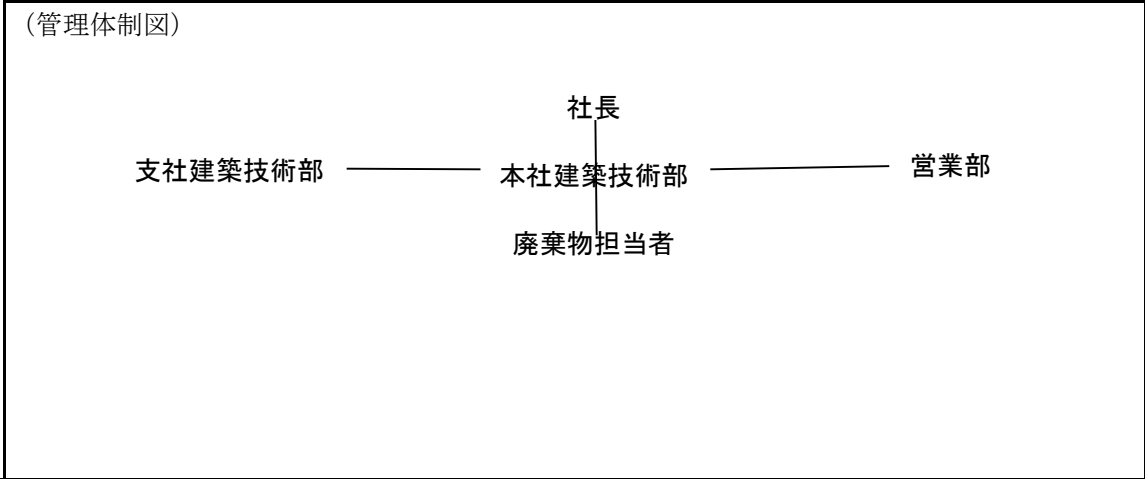 （管理体制図）
社長
支社建築技術部
本社建築技術部
営業部
廃棄物担当者